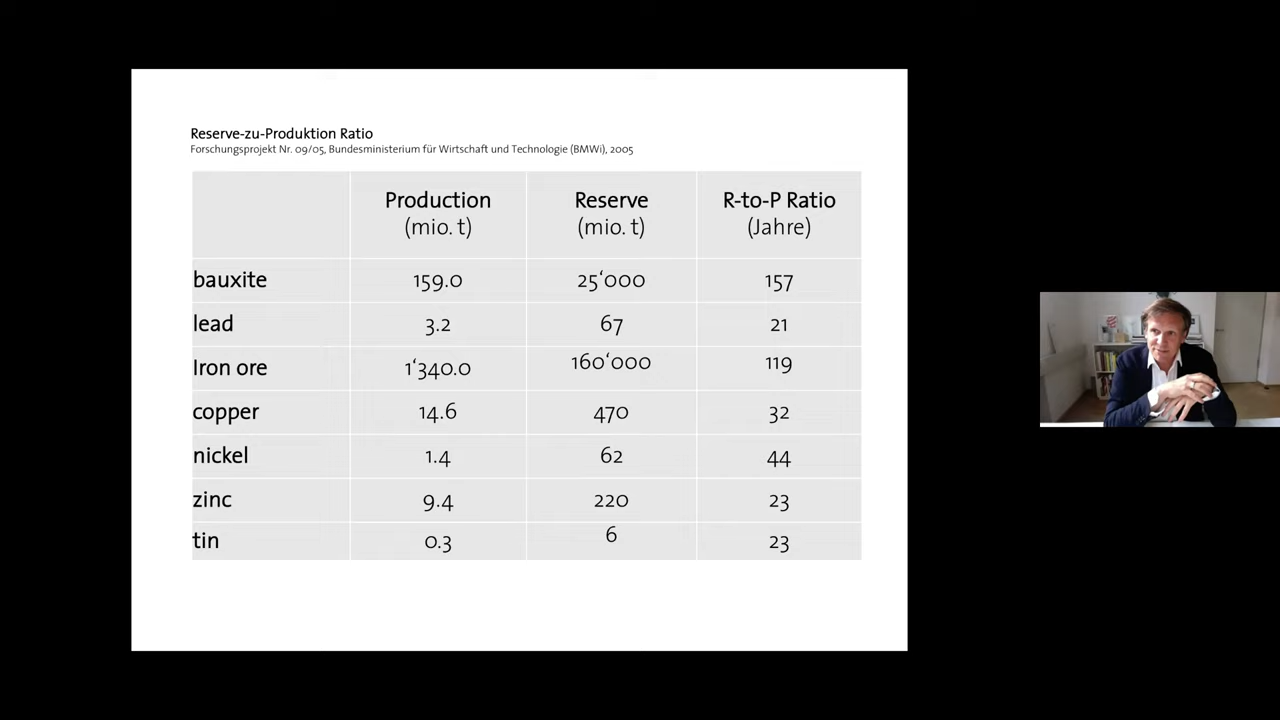 Reserve-zu-Produktion Ratio
Forschungsprojekt Nr. 09/05, Bundesministerium für Wirtschaft und Technologie (BMWi), 2005
Production Reserve R-to-P Ratio
(mio. t) (mio. t) (Jahre)
bauxite 159.0 25‘000 157
lead 3.2 67 21
Iron ore 1‘340.0 160‘000 119
copper 14.6 470 32
nickel 1.4 62 44
zinc 9.4 220 23
tin 0.3 6 23